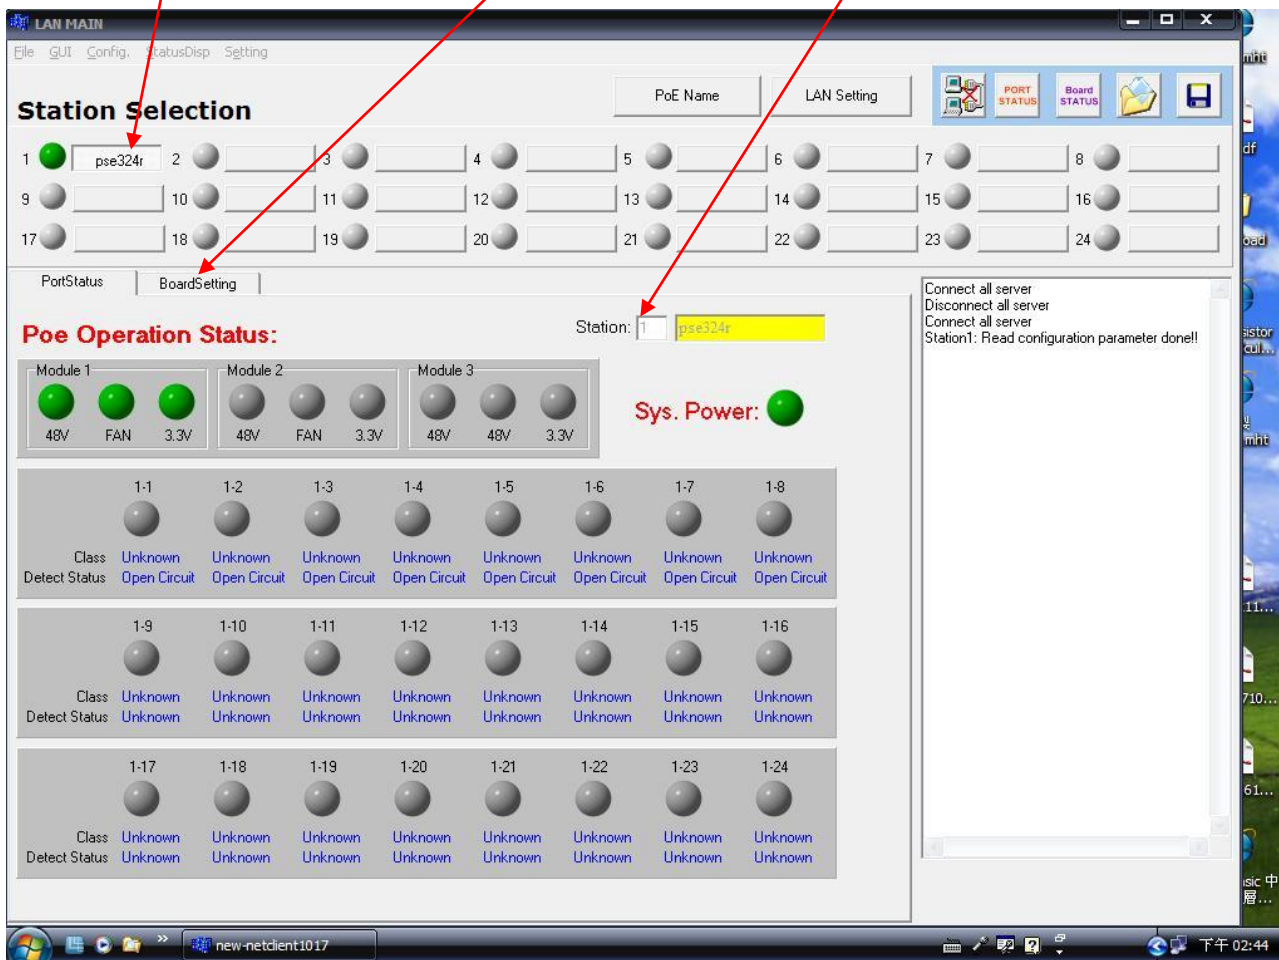 LAN MAIN
File GUI Config. StatusDisp Setting
Station Selection
PoE Name LAN Setting PORT STATUS Board STATUS
1 pse324r 2 3 4 5 6 7 8
9 10 11 12 13 14 15 16
17 18 19 20 21 22 23 24
PortStatus BoardSetting
Poe Operation Status:
Station: 1 pse324r
Module 1 Module 2 Module 3
48V FAN 3.3V 48V FAN 3.3V 48V 48V 3.3V
Sys. Power:
1-1 1-2 1-3 1-4 1-5 1-6 1-7 1-8
Class Unknown Unknown Unknown Unknown Unknown Unknown Unknown Unknown
Detect Status Open Circuit Open Circuit Open Circuit Open Circuit Open Circuit Open Circuit Open Circuit Open Circuit
1-9 1-10 1-11 1-12 1-13 1-14 1-15 1-16
Class Unknown Unknown Unknown Unknown Unknown Unknown Unknown Unknown
Detect Status Unknown Unknown Unknown Unknown Unknown Unknown Unknown Unknown
1-17 1-18 1-19 1-20 1-21 1-22 1-23 1-24
Class Unknown Unknown Unknown Unknown Unknown Unknown Unknown Unknown
Detect Status Unknown Unknown Unknown Unknown Unknown Unknown Unknown Unknown
Connect all server
Disconnect all server
Connect all server
Station1: Read configuration parameter done!!
new-netclient1017
下午 02:44